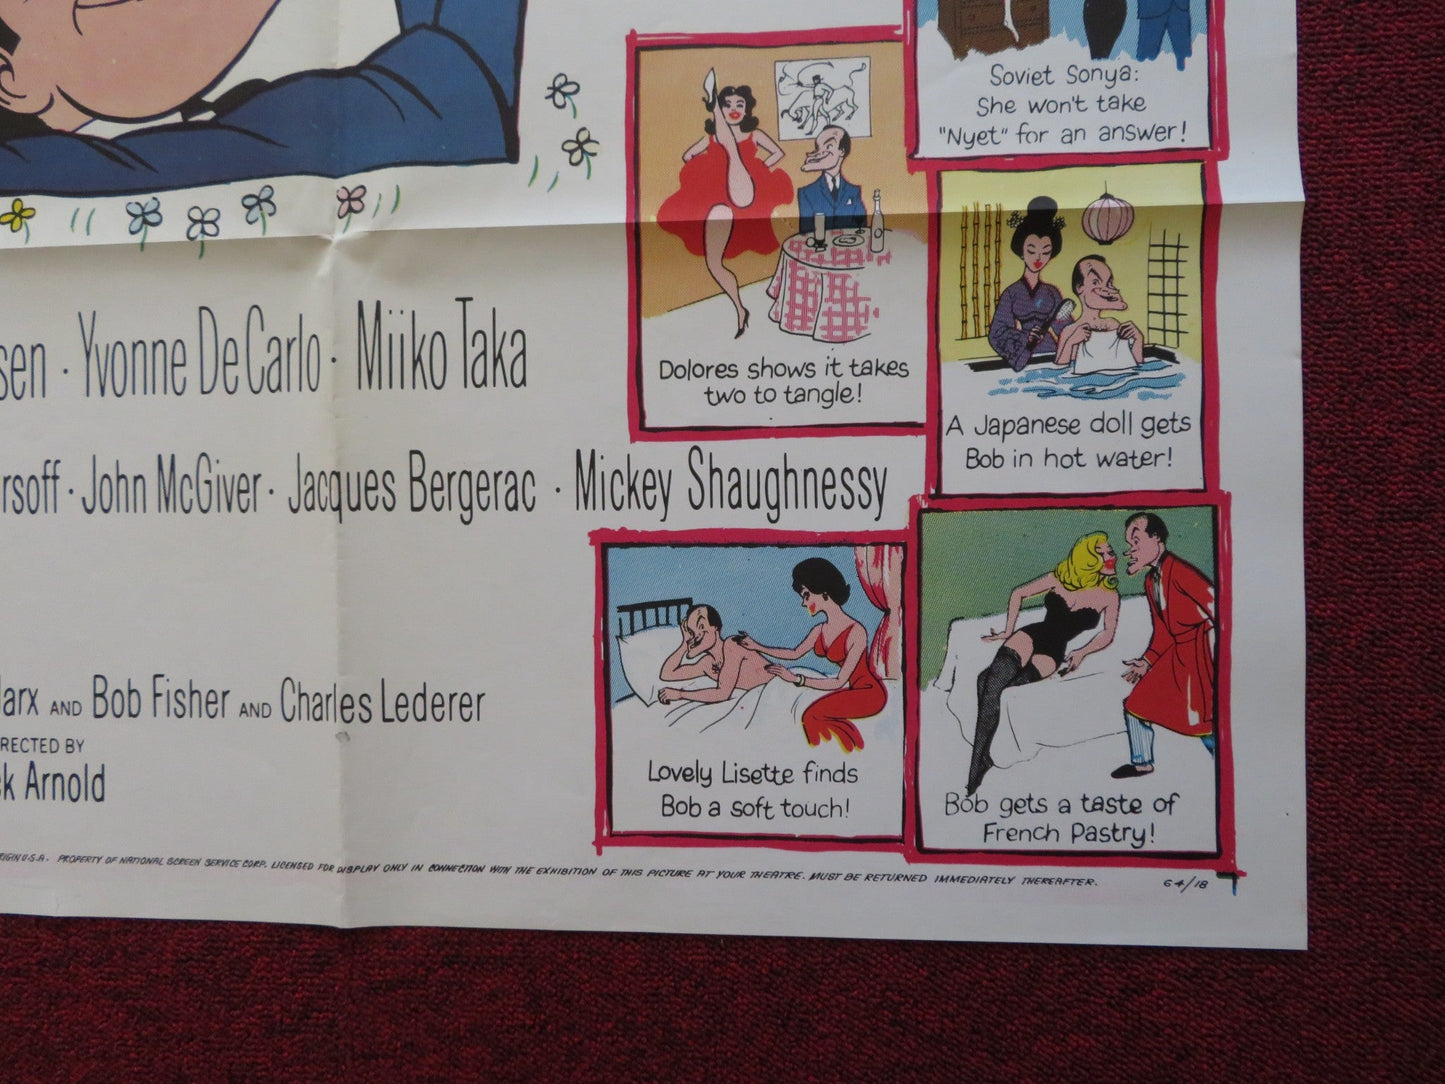 Soviet Sonya:
She won't take
"Nyet" for an answer!
Yvonne DeCarlo · Miiko Taka
Dolores shows it takes
two to tangle!
A Japanese doll gets
Bob in hot water!
· John McGiver · Jacques Bergerac · Mickey Shaughnessy
AND Bob Fisher AND Charles Lederer
BY
Arnold
Lovely Lisette finds
Bob a soft touch!
Bob gets a taste of
French Pastry!
U.S.A. PROPERTY OF NATIONAL SCREEN SERVICE CORP. LICENSED FOR DISPLAY ONLY IN CONNECTION WITH THE EXHIBITION OF THIS PICTURE AT YOUR THEATRE. MUST BE RETURNED IMMEDIATELY THEREAFTER.
64/18